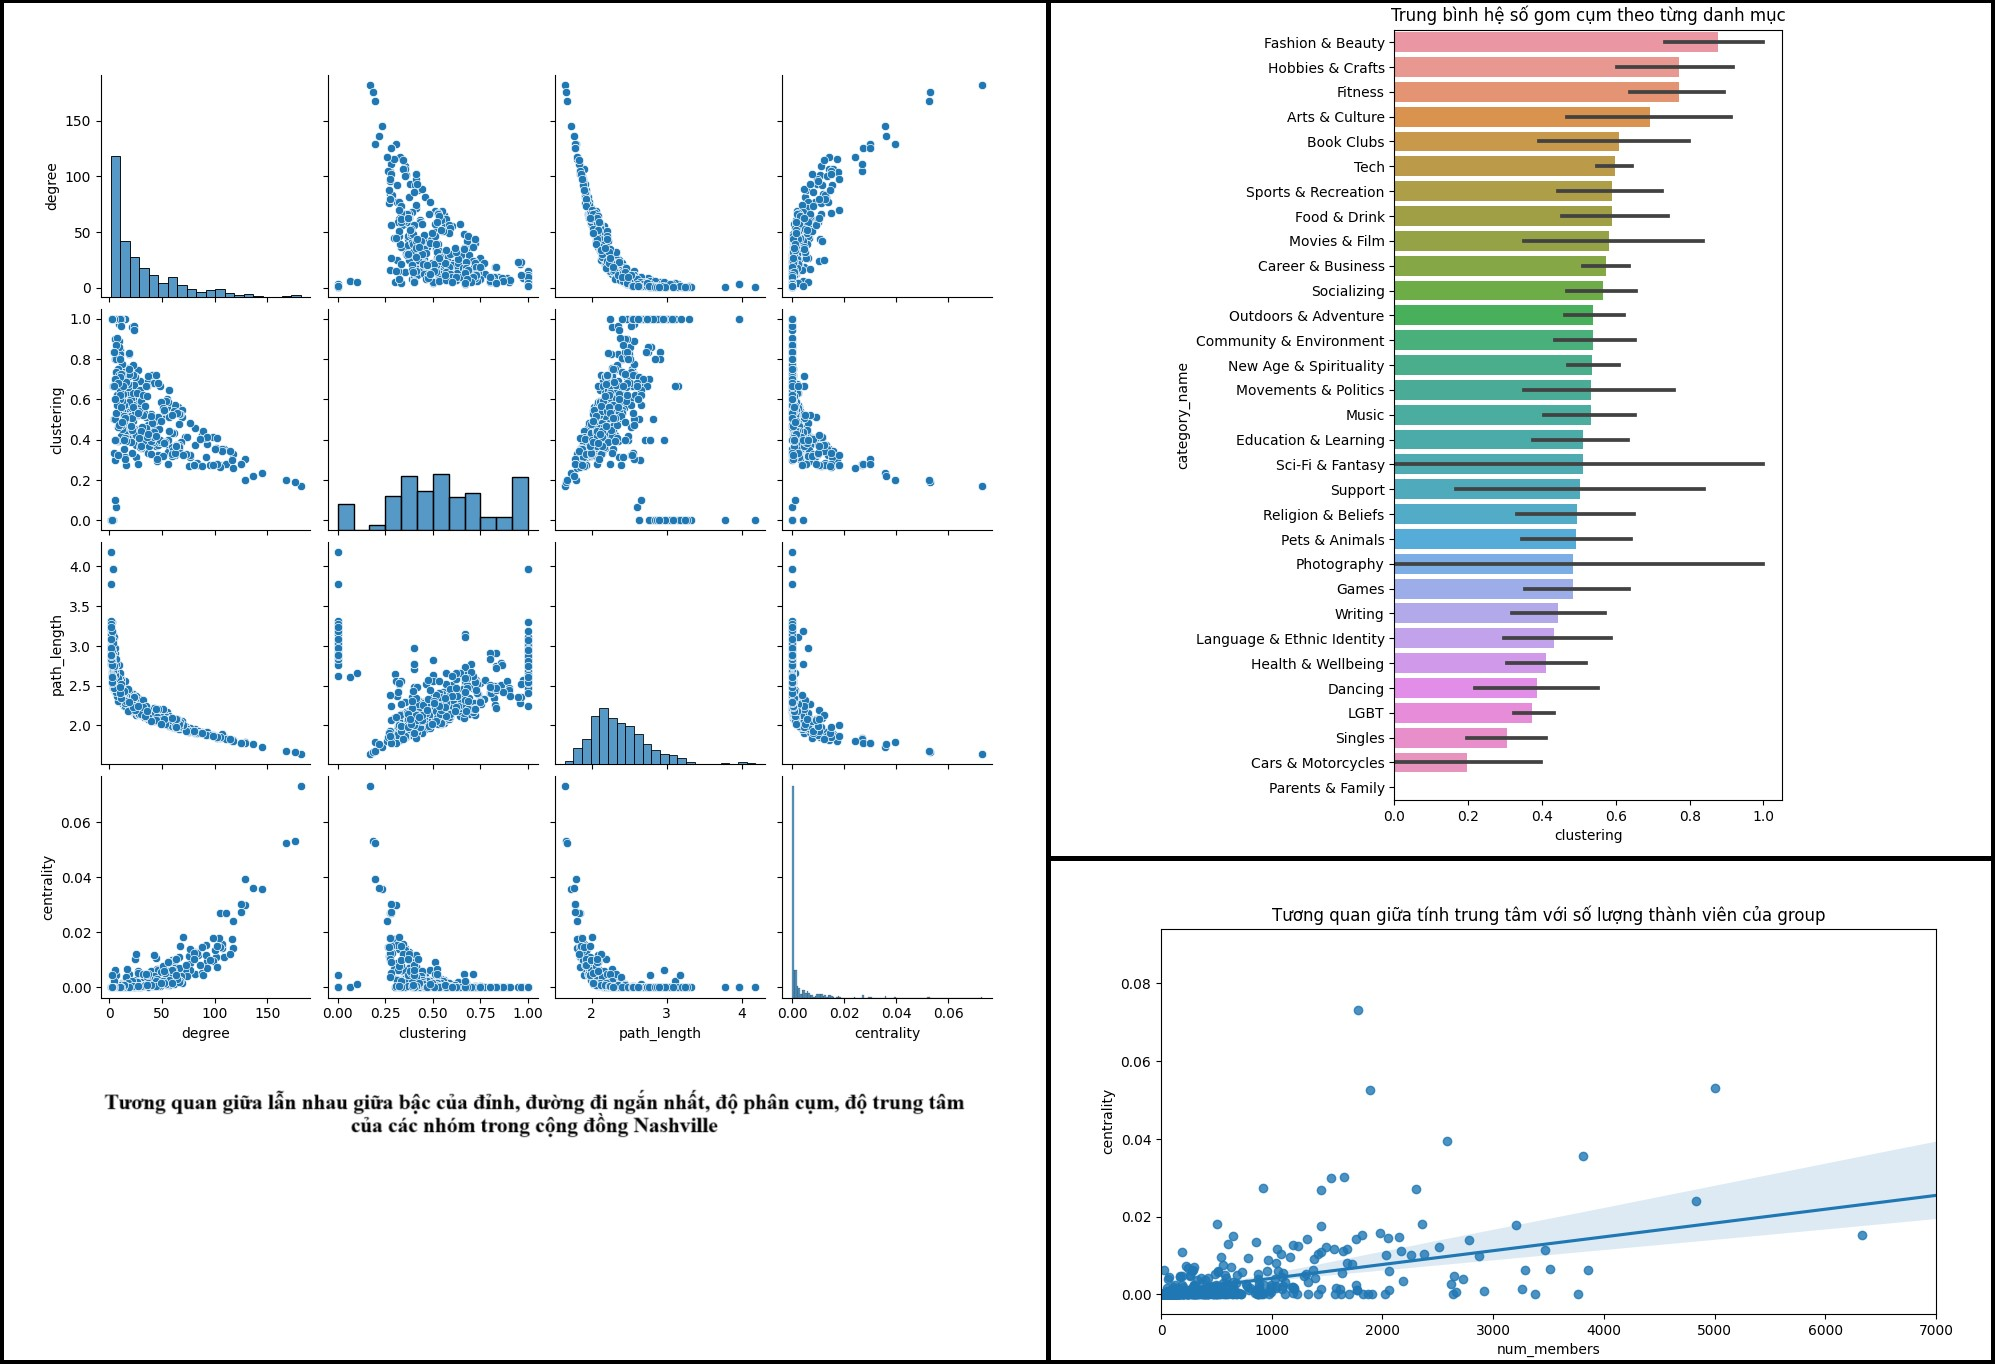 degree
150
100
50
0
clustering
1.0
0.8
0.6
0.4
0.2
0.0
path_length
4.0
3.5
3.0
2.5
2.0
centrality
0.06
0.04
0.02
0.00
0 50 100 150
degree
0.00 0.25 0.50 0.75 1.00
clustering
2 3 4
path_length
0.00 0.02 0.04 0.06
centrality
Tương quan giữa lẫn nhau giữa bậc của đỉnh, đường đi ngắn nhất, độ phân cụm, độ trung tâm
của các nhóm trong cộng đồng Nashville
Trung bình hệ số gom cụm theo từng danh mục
category_name
Fashion & Beauty
Hobbies & Crafts
Fitness
Arts & Culture
Book Clubs
Tech
Sports & Recreation
Food & Drink
Movies & Film
Career & Business
Socializing
Outdoors & Adventure
Community & Environment
New Age & Spirituality
Movements & Politics
Music
Education & Learning
Sci-Fi & Fantasy
Support
Religion & Beliefs
Pets & Animals
Photography
Games
Writing
Language & Ethnic Identity
Health & Wellbeing
Dancing
LGBT
Singles
Cars & Motorcycles
Parents & Family
0.0 0.2 0.4 0.6 0.8 1.0
clustering
Tương quan giữa tính trung tâm với số lượng thành viên của group
centrality
0.08
0.06
0.04
0.02
0.00
0 1000 2000 3000 4000 5000 6000 7000
num_members